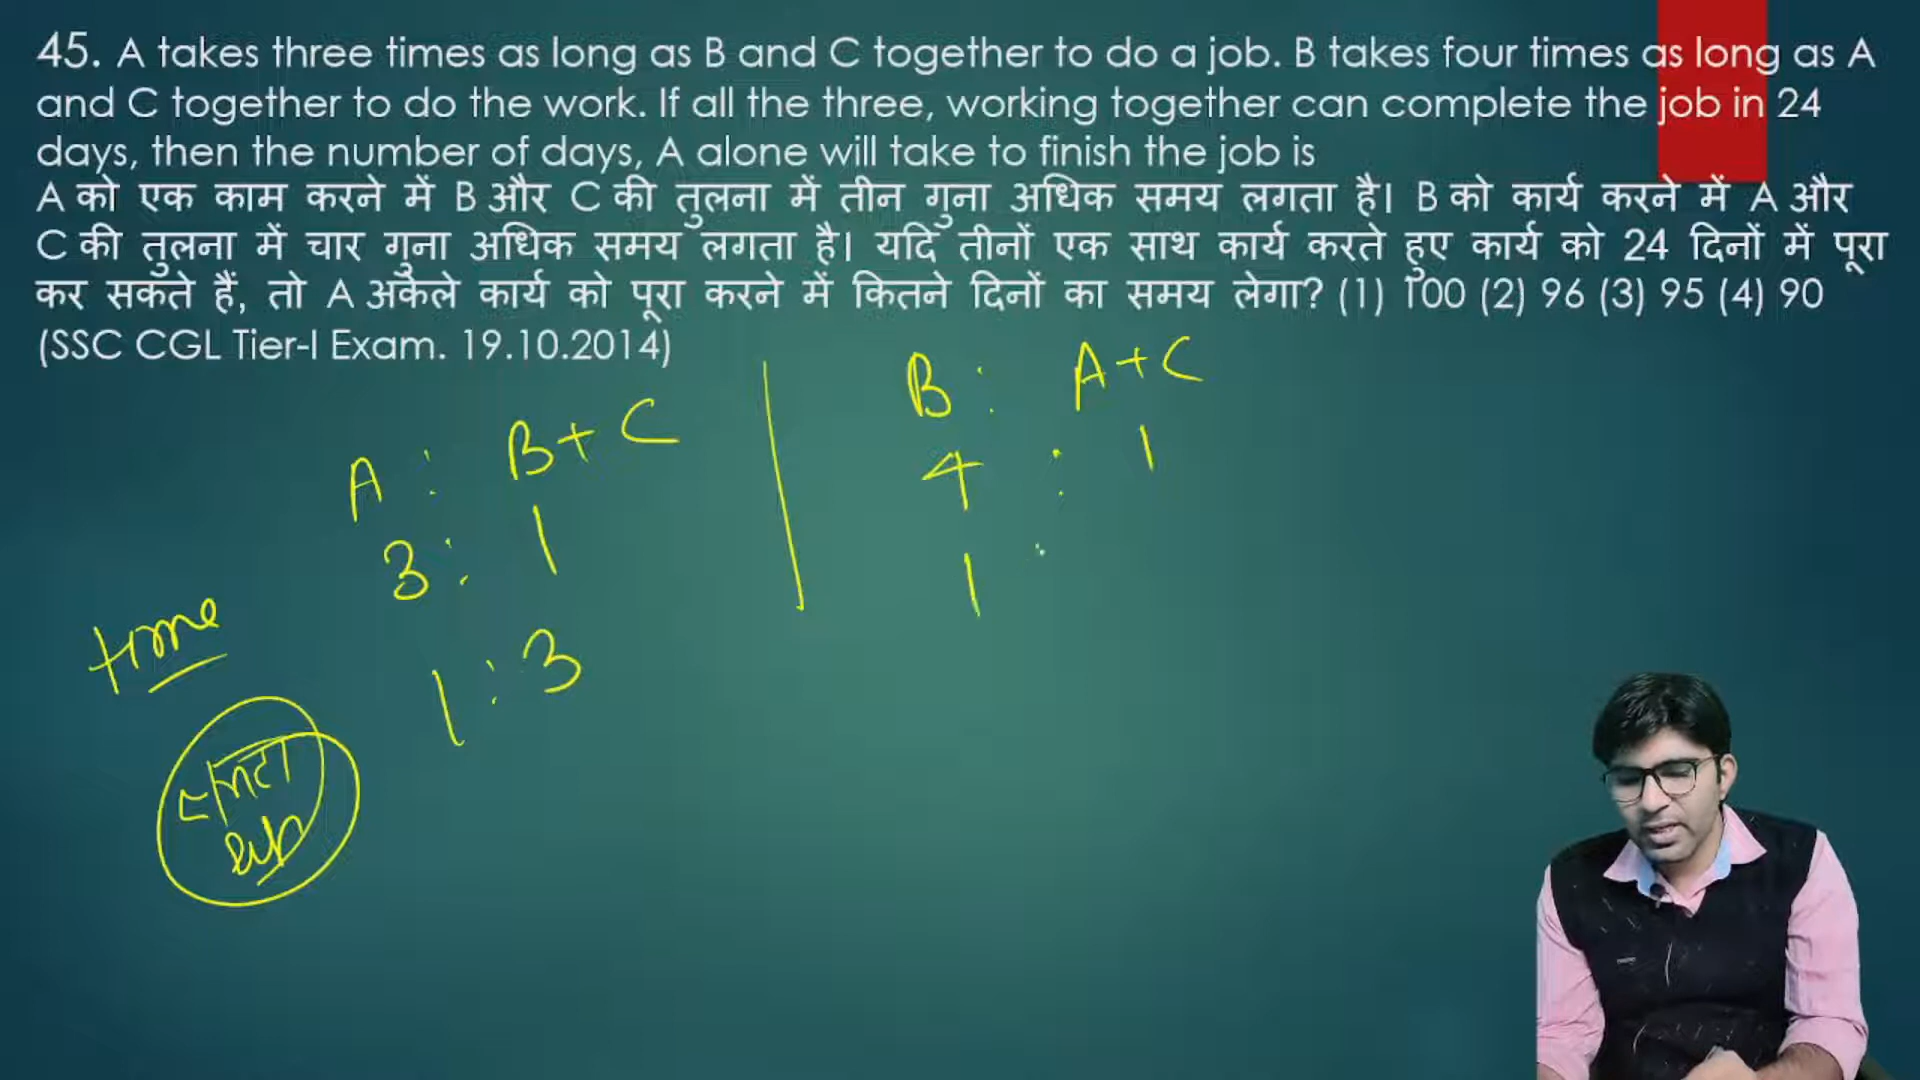 45. A takes three times as long as B and C together to do a job. B takes four times as long as A
and C together to do the work. If all the three, working together can complete the job in 24
days, then the number of days, A alone will take to finish the job is
A को एक काम करने में B और C की तुलना में तीन गुना अधिक समय लगता है। B को कार्य करने में A और
C की तुलना में चार गुना अधिक समय लगता है। यदि तीनों एक साथ कार्य करते हुए कार्य को 24 दिनों में पूरा
कर सकते हैं, तो A अकेले कार्य को पूरा करने में कितने दिनों का समय लेगा? (1) 100 (2) 96 (3) 95 (4) 90
(SSC CGL Tier-I Exam. 19.10.2014)
A : B+C
3 : 1
1 : 3
B : A+C
4 : 1
1 :
time